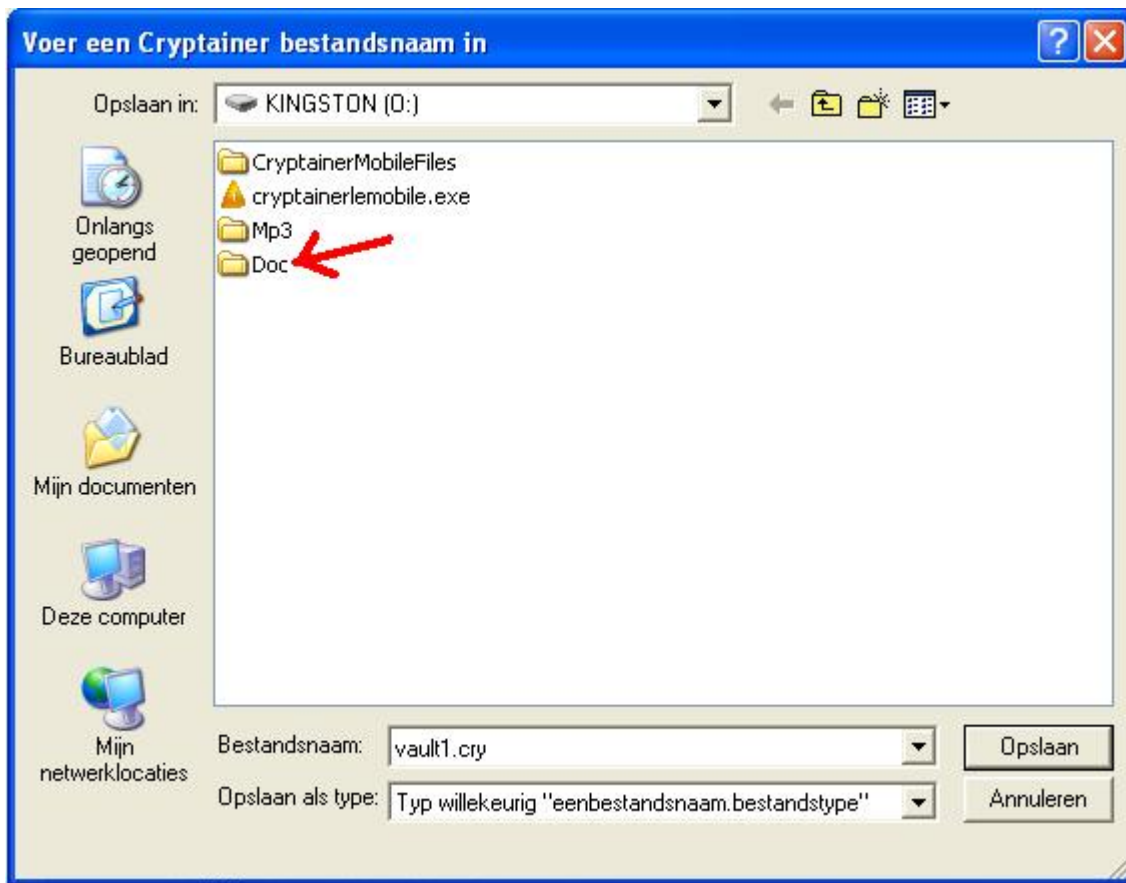 Voer een Cryptainer bestandsnaam in
Opslaan in:
KINGSTON (O:)
CryptainerMobileFiles
cryptainerlemobile.exe
Mp3
Doc
Onlangs
geopend
Bureaublad
Mijn documenten
Deze computer
Mijn
netwerklocaties
Bestandsnaam:
vault1.cry
Opslaan
Opslaan als type:
Typ willekeurig "eenbestandsnaam.bestandstype"
Annuleren